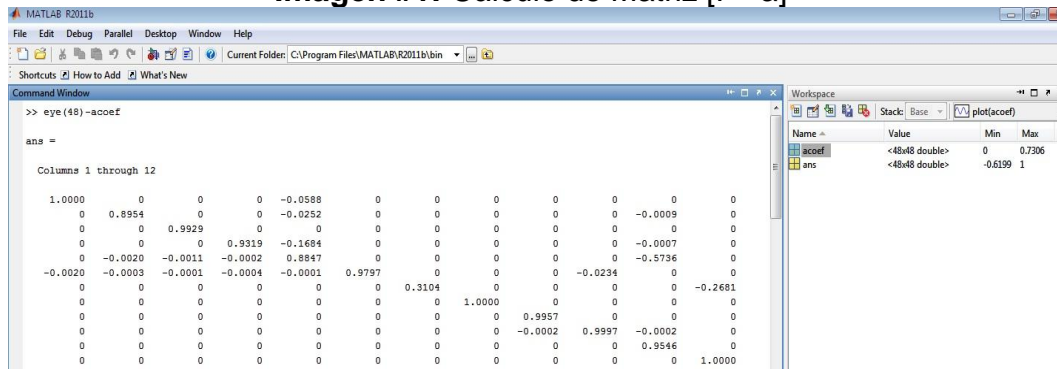 MATLAB R2011b
File Edit Debug Parallel Desktop Window Help
Current Folder: C:\Program Files\MATLAB\R2011b\bin
Shortcuts How to Add What's New
Command Window
>> eye(48)-acoef
ans =
Columns 1 through 12
1.0000 0 0 0 -0.0588 0 0 0 0 0 0 0
0 0.8954 0 0 -0.0252 0 0 0 0 0 -0.0009 0
0 0 0.9929 0 0 0 0 0 0 0 0 0
0 0 0 0.9319 -0.1684 0 0 0 0 0 -0.0007 0
0 -0.0020 -0.0011 -0.0002 0.8847 0 0 0 0 0 -0.5736 0
-0.0020 -0.0003 -0.0001 -0.0004 -0.0001 0.9797 0 0 0 -0.0234 0 0
0 0 0 0 0 0 0.3104 0 0 0 0 -0.2681
0 0 0 0 0 0 0 1.0000 0 0 0 0
0 0 0 0 0 0 0 0 0.9957 0 0 0
0 0 0 0 0 0 0 0 -0.0002 0.9997 -0.0002 0
0 0 0 0 0 0 0 0 0 0 0.9546 0
0 0 0 0 0 0 0 0 0 0 0 1.0000
Workspace
Stack: Base plot(acoef)
Name Value Min Max
acoef <48x48 double> 0 0.7306
ans <48x48 double> -0.6199 1